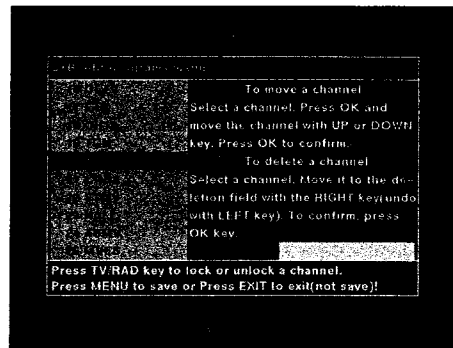 To move a channel
Select a channel. Press OK and
move the channel with UP or DOWN
key. Press OK to confirm.
To delete a channel
Select a channel. Move it to the de-
letion field with the RIGHT key(undo
with LEFT key). To confirm, press
OK key.
Press TV/RAD key to lock or unlock a channel.
Press MENU to save or Press EXIT to exit(not save)!